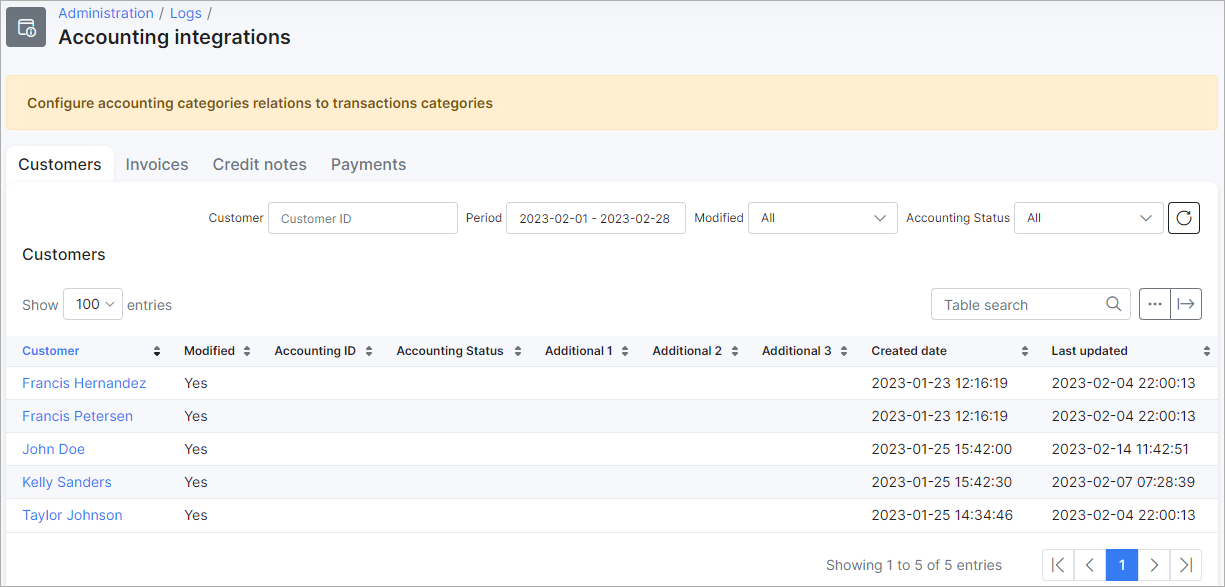 Administration / Logs /
Accounting integrations
Configure accounting categories relations to transactions categories
Customers Invoices Credit notes Payments
Customer Customer ID Period 2023-02-01 - 2023-02-28 Modified All Accounting Status All
Customers
Show 100 entries Table search
Customer Modified Accounting ID Accounting Status Additional 1 Additional 2 Additional 3 Created date Last updated
Francis Hernandez Yes 2023-01-23 12:16:19 2023-02-04 22:00:13
Francis Petersen Yes 2023-01-23 12:16:19 2023-02-04 22:00:13
John Doe Yes 2023-01-25 15:42:00 2023-02-14 11:42:51
Kelly Sanders Yes 2023-01-25 15:42:30 2023-02-07 07:28:39
Taylor Johnson Yes 2023-01-25 14:34:46 2023-02-04 22:00:13
Showing 1 to 5 of 5 entries 1